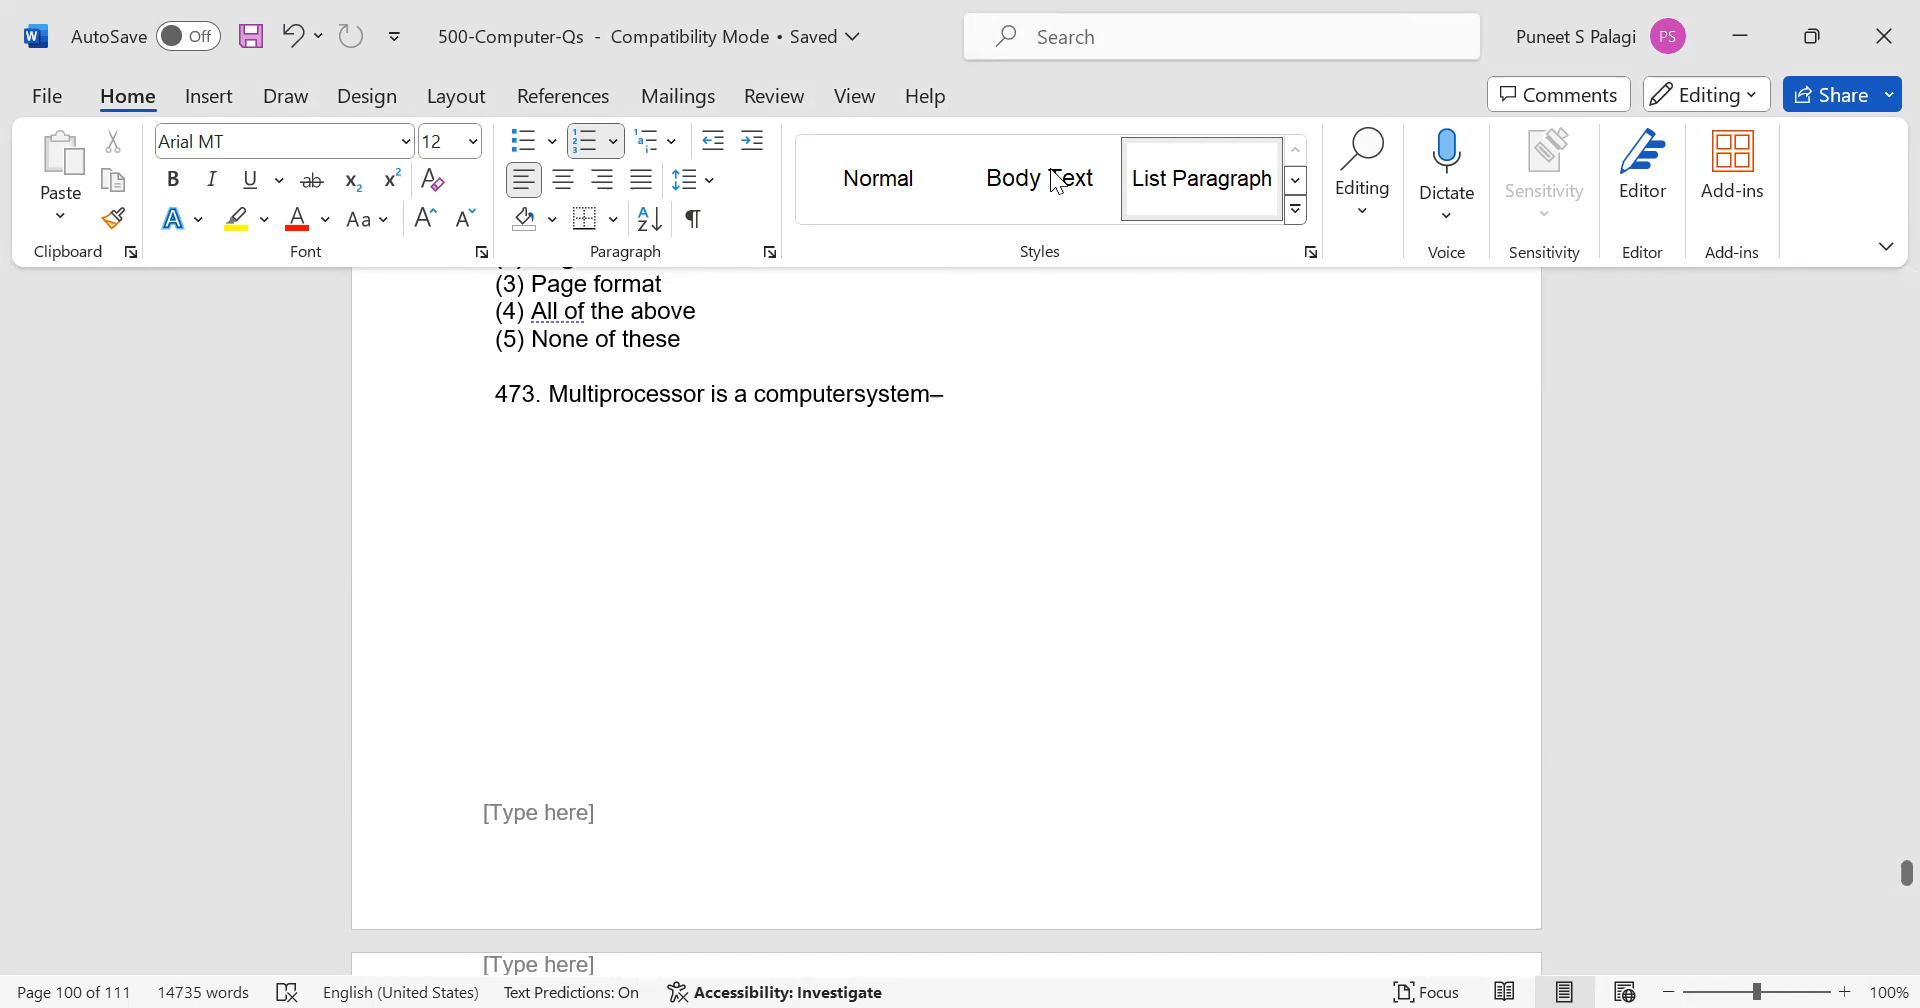 AutoSave Off 500-Computer-Qs - Compatibility Mode • Saved Search Puneet S Palagi PS
File Home Insert Draw Design Layout References Mailings Review View Help Comments Editing Share
Paste
Clipboard
Arial MT 12
Font
Paragraph
Normal Body Text List Paragraph
Styles
Editing
Dictate
Voice
Sensitivity
Sensitivity
Editor
Editor
Add-ins
Add-ins
(3) Page format
(4) All of the above
(5) None of these
473. Multiprocessor is a computersystem–
[Type here]
[Type here]
Page 100 of 111 14735 words English (United States) Text Predictions: On Accessibility: Investigate Focus 100%